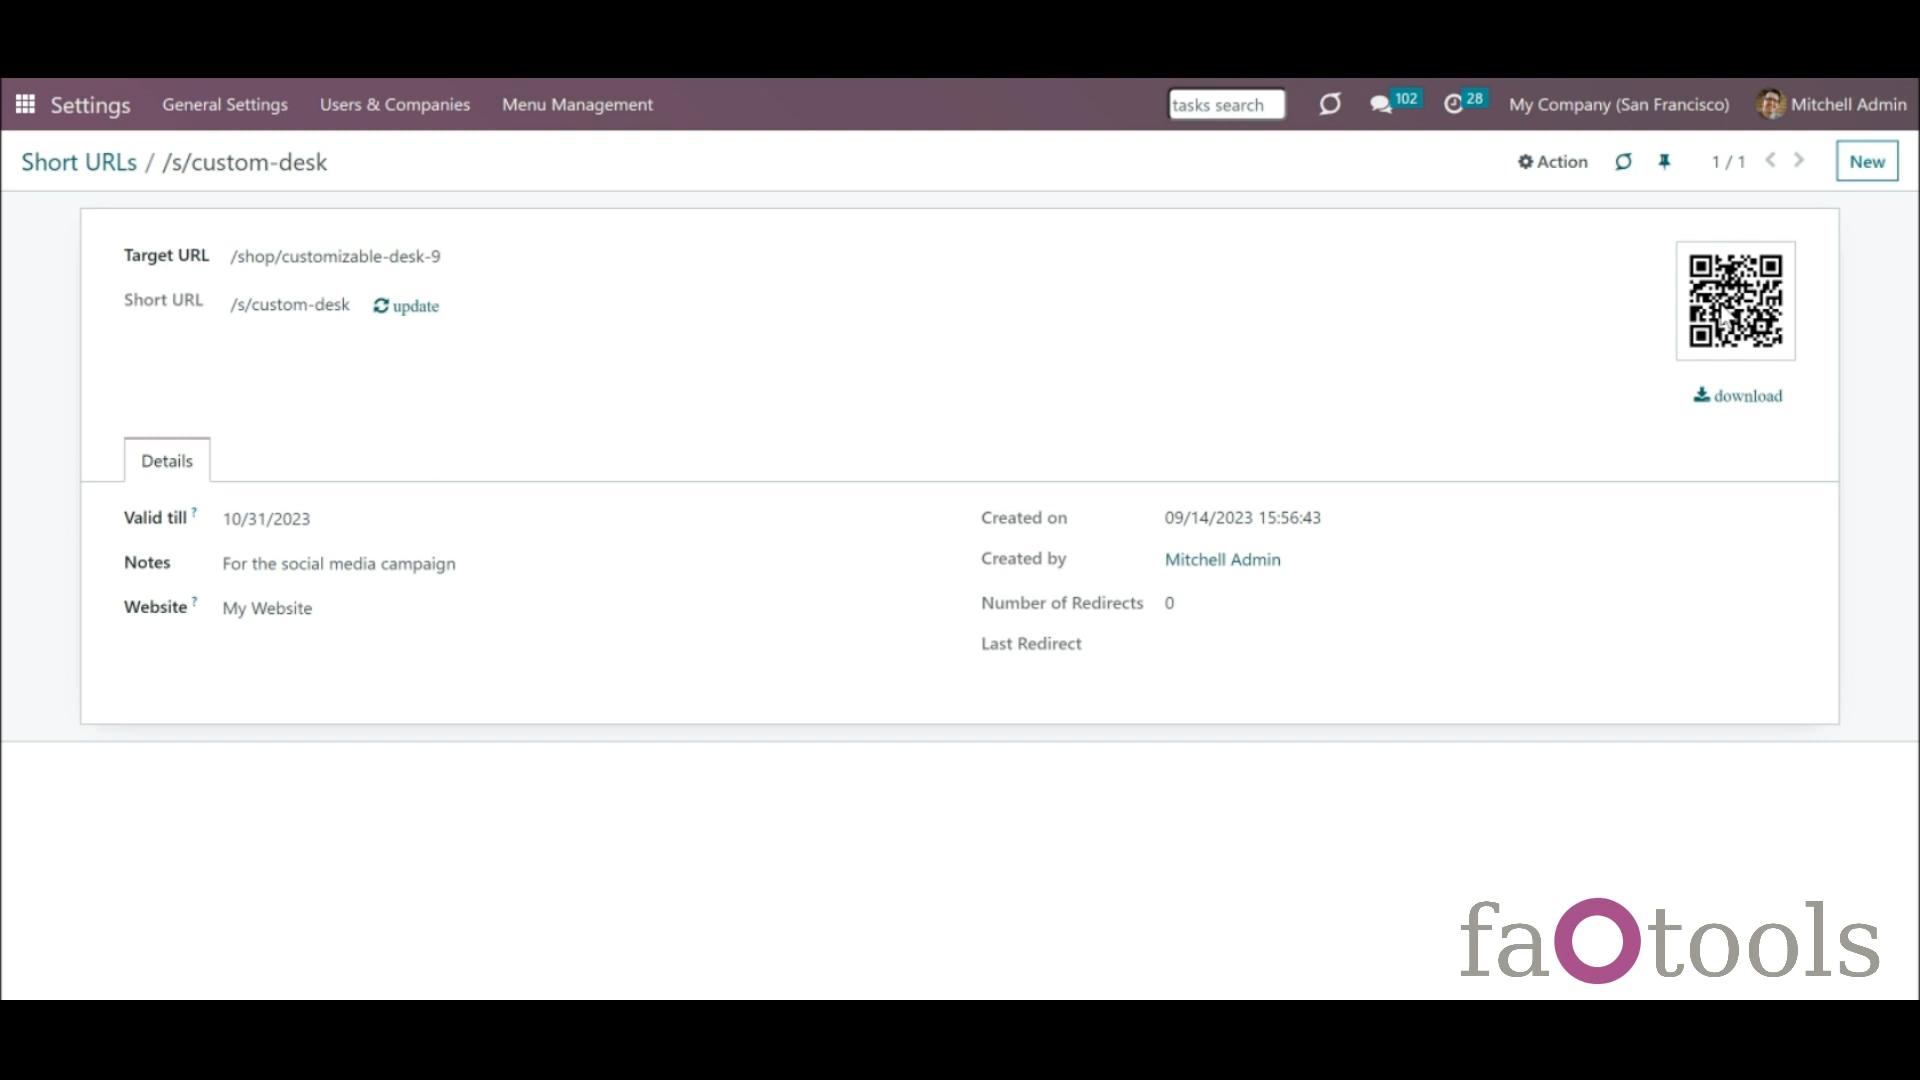 Settings General Settings Users & Companies Menu Management tasks search 102 28 My Company (San Francisco) Mitchell Admin
Short URLs / /s/custom-desk Action 1 / 1 New
Target URL /shop/customizable-desk-9
Short URL /s/custom-desk update
download
Details
Valid till ? 10/31/2023 Created on 09/14/2023 15:56:43
Notes For the social media campaign Created by Mitchell Admin
Website ? My Website Number of Redirects 0
Last Redirect
faOtools